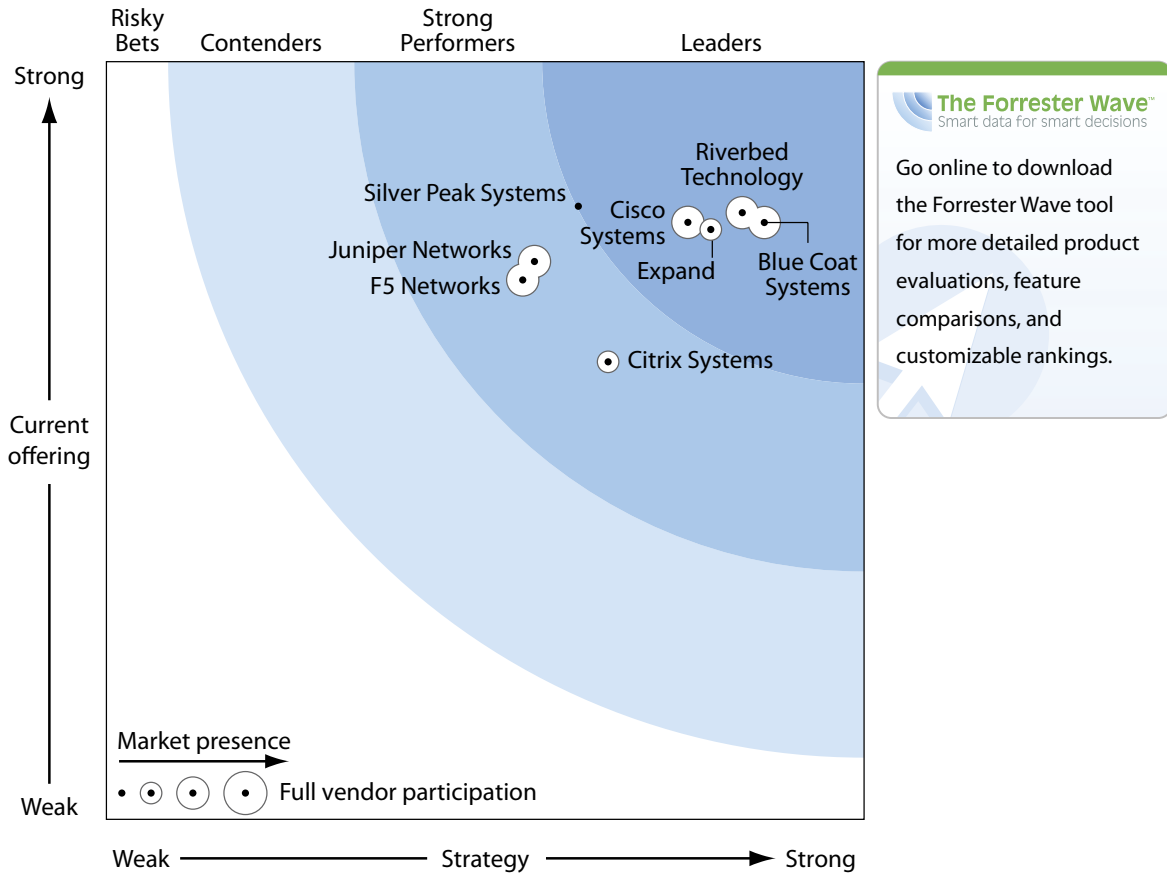 Risky
Bets
Contenders
Strong
Performers
Leaders
Strong
Current
offering
Weak
Silver Peak Systems
Juniper Networks
F5 Networks
Cisco
Systems
Expand
Riverbed
Technology
Blue Coat
Systems
Citrix Systems
Market presence
Full vendor participation
Weak
Strategy
Strong
The Forrester Wave™
Smart data for smart decisions
Go online to download
the Forrester Wave tool
for more detailed product
evaluations, feature
comparisons, and
customizable rankings.